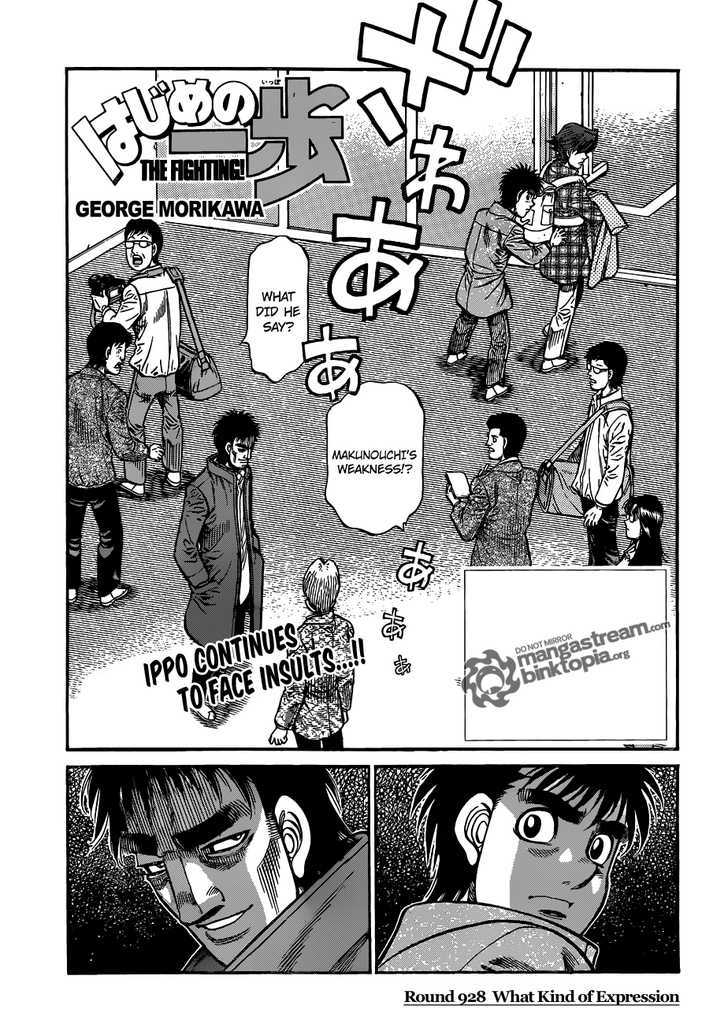 はじめの
いっぽ
一歩
THE FIGHTING!
GEORGE MORIKAWA
ざわ
ああ
WHAT
DID HE
SAY?
MAKUNOUCHI'S
WEAKNESS!?
ああぁ
IPPO CONTINUES
TO FACE INSULTS...!!
DO NOT MIRROR
mangastream.com
binktopia.org
Round 928 What Kind of Expression